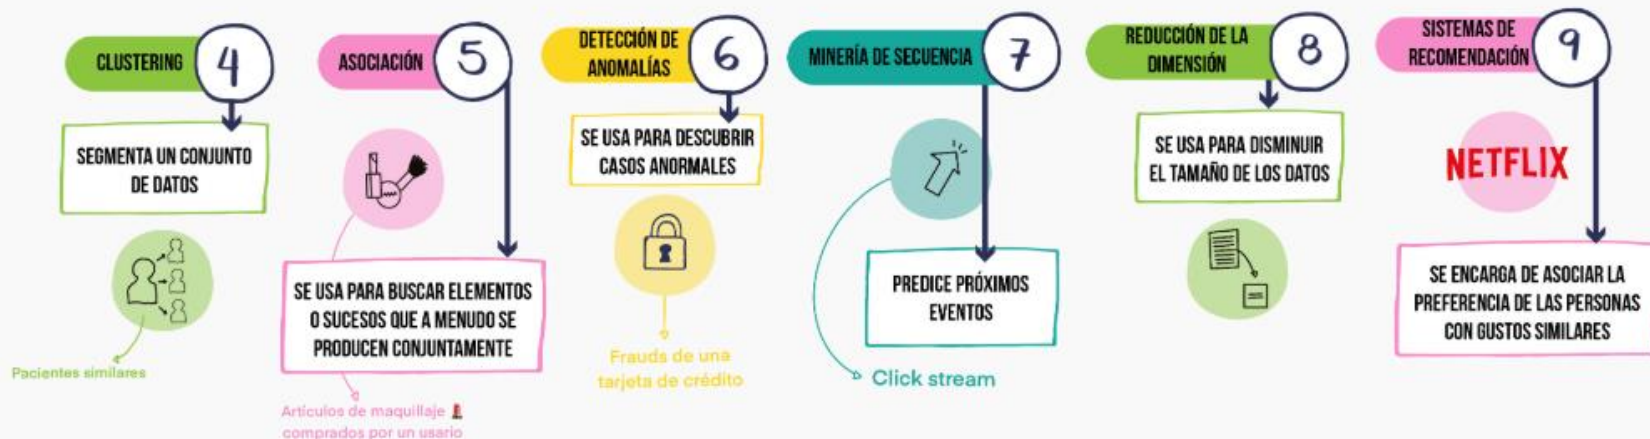 CLUSTERING 4
SEGMENTA UN CONJUNTO
DE DATOS
Pacientes similares
ASOCIACIÓN 5
SE USA PARA BUSCAR ELEMENTOS
O SUCESOS QUE A MENUDO SE
PRODUCEN CONJUNTAMENTE
Artículos de maquillaje 💄
comprados por un usario
DETECCIÓN DE
ANOMALÍAS 6
SE USA PARA DESCUBRIR
CASOS ANORMALES
Frauds de una
tarjeta de crédito
MINERÍA DE SECUENCIA 7
PREDICE PRÓXIMOS
EVENTOS
Click stream
REDUCCIÓN DE LA
DIMENSIÓN 8
SE USA PARA DISMINUIR
EL TAMAÑO DE LOS DATOS
SISTEMAS DE
RECOMENDACIÓN 9
NETFLIX
SE ENCARGA DE ASOCIAR LA
PREFERENCIA DE LAS PERSONAS
CON GUSTOS SIMILARES